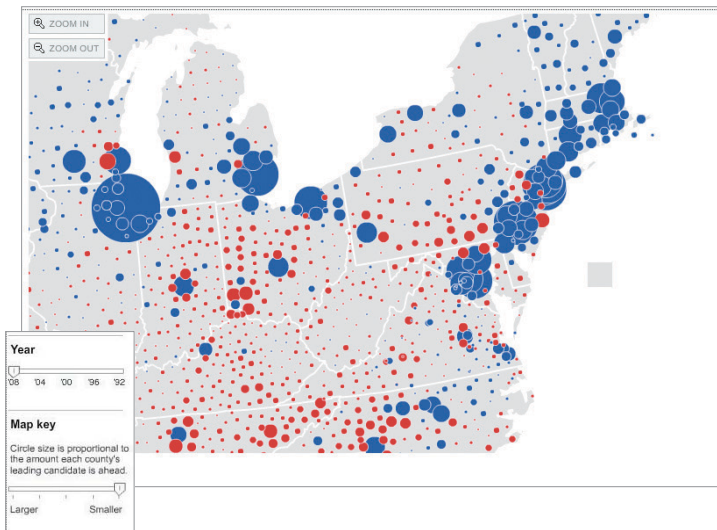 ZOOM IN
ZOOM OUT
Year
'08 '04 '00 '96 '92
Map key
Circle size is proportional to
the amount each county's
leading candidate is ahead.
Larger Smaller